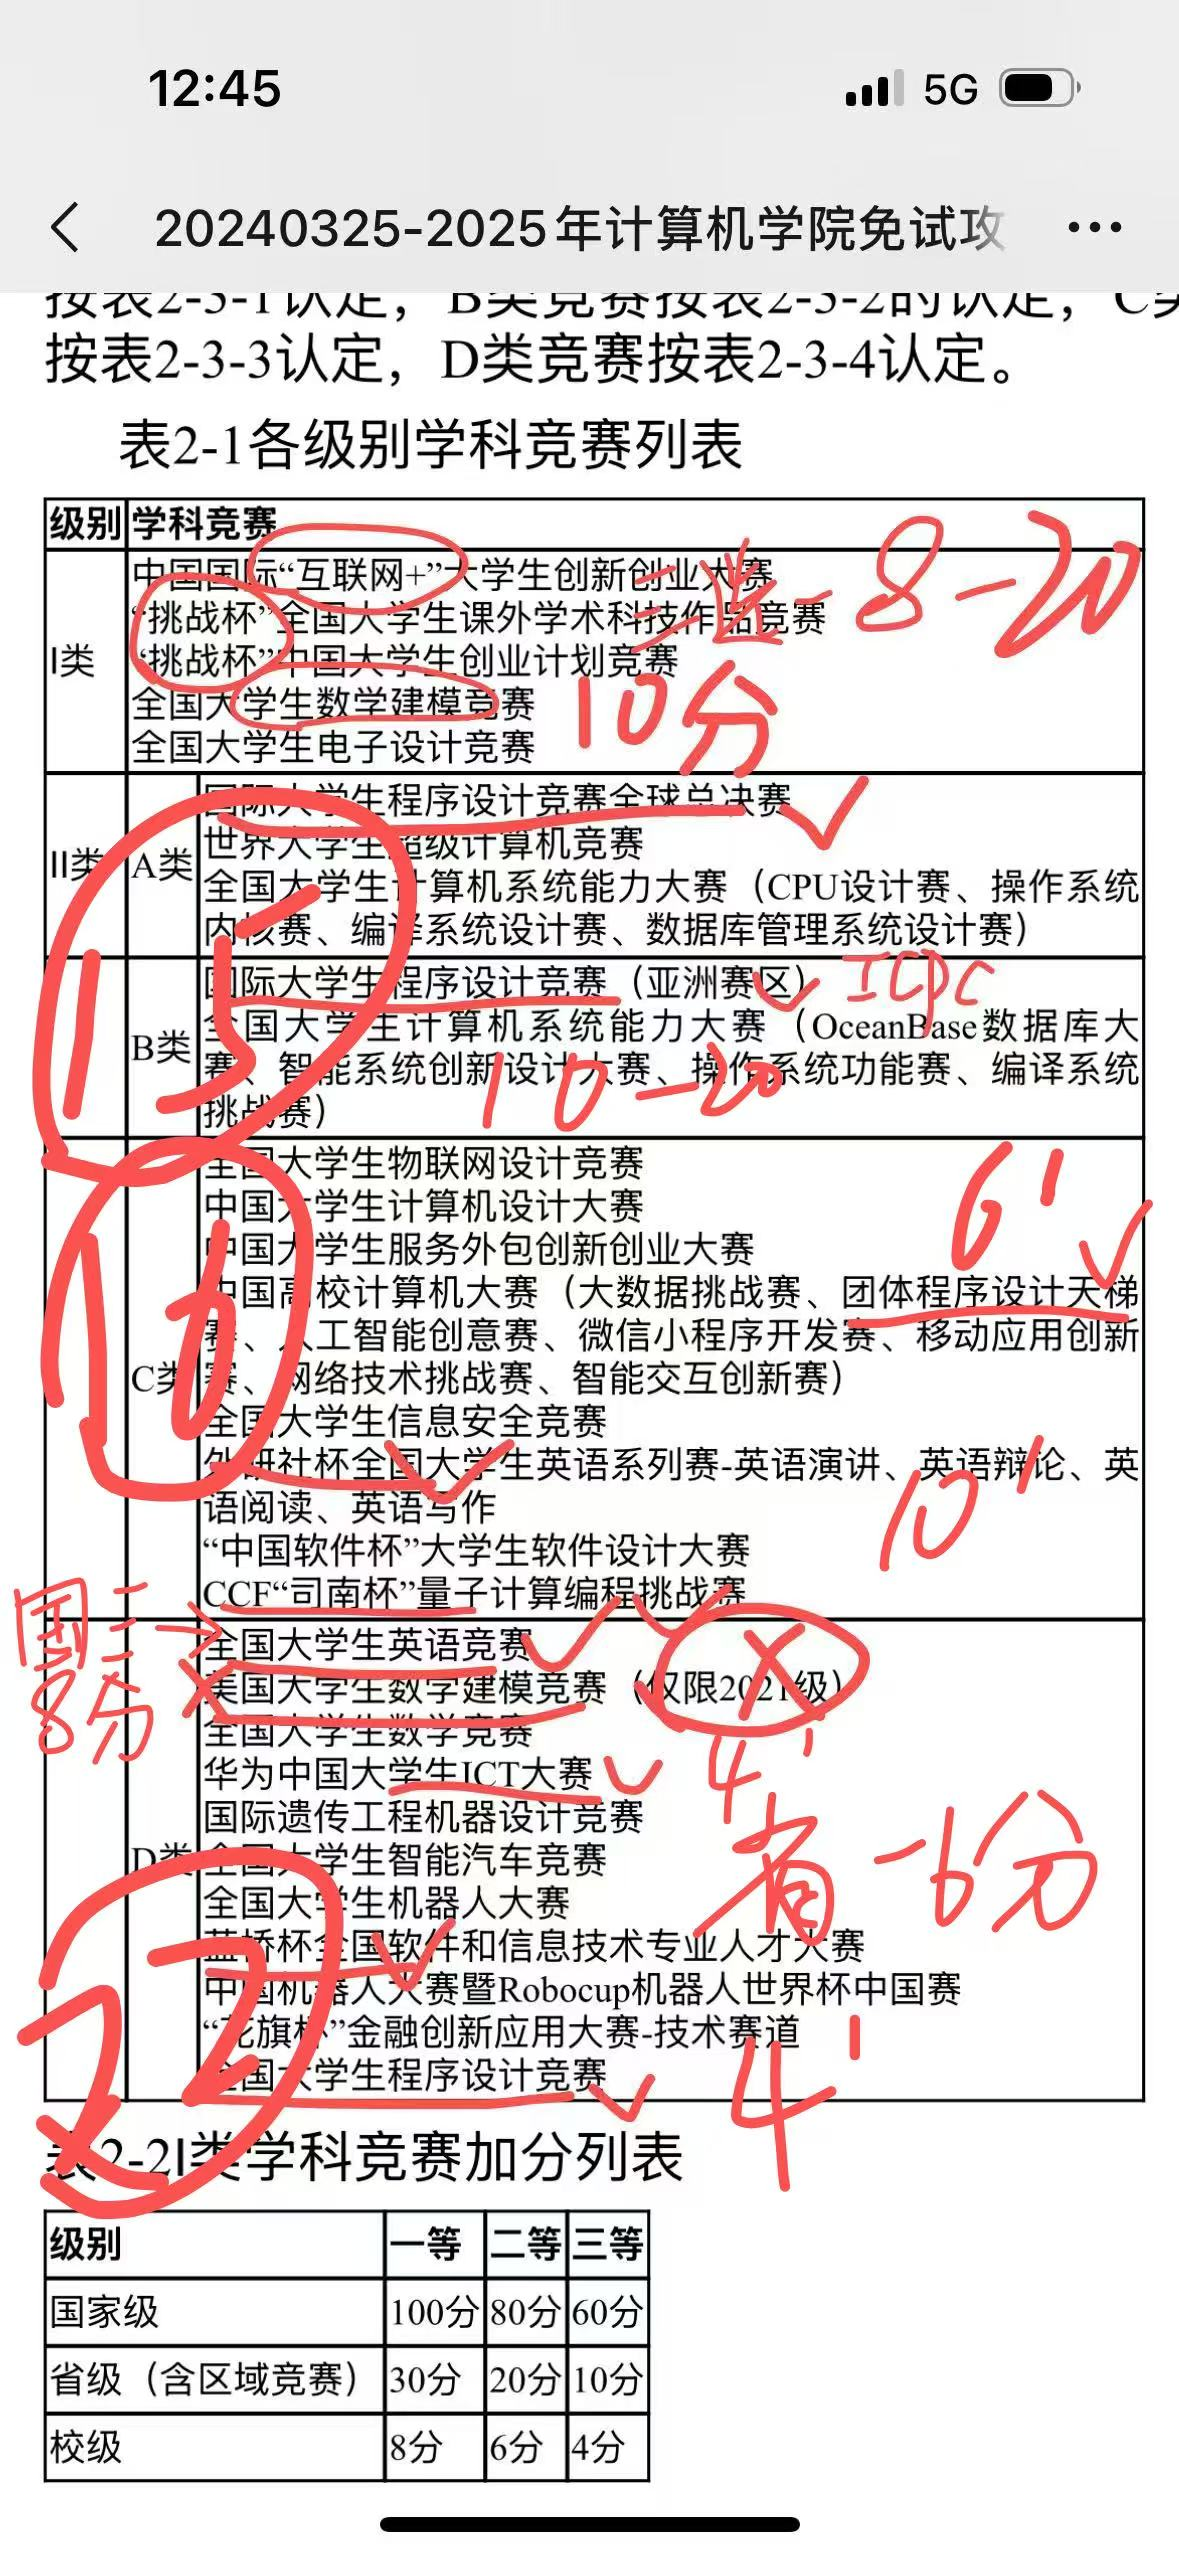 12:45
5G
20240325-2025年计算机学院免试攻
按表2-3-1认定，B类竞赛按表2-3-2的认定，C类
按表2-3-3认定，D类竞赛按表2-3-4认定。
表2-1各级别学科竞赛列表
级别 学科竞赛
I类
中国国际“互联网+”大学生创新创业大赛
“挑战杯”全国大学生课外学术科技作品竞赛
“挑战杯”中国大学生创业计划竞赛
全国大学生数学建模竞赛
全国大学生电子设计竞赛
8-20
10分
II类
A类
国际大学生程序设计竞赛全球总决赛
世界大学生超级计算机竞赛
全国大学生计算机系统能力大赛（CPU设计赛、操作系统
内核赛、编译系统设计赛、数据库管理系统设计赛）
15
B类
国际大学生程序设计竞赛（亚洲赛区）
ICPC
全国大学生计算机系统能力大赛（OceanBase数据库大
赛、智能系统创新设计大赛、操作系统功能赛、编译系统
挑战赛）
10-20
C类
全国大学生物联网设计竞赛
中国大学生计算机设计大赛
中国大学生服务外包创新创业大赛
中国高校计算机大赛（大数据挑战赛、团体程序设计天梯
赛、人工智能创意赛、微信小程序开发赛、移动应用创新
赛、网络技术挑战赛、智能交互创新赛）
全国大学生信息安全竞赛
外研社杯全国大学生英语系列赛-英语演讲、英语辩论、英
语阅读、英语写作
“中国软件杯”大学生软件设计大赛
CCF“司南杯”量子计算编程挑战赛
6'
10
10'
国二
8分
D类
全国大学生英语竞赛
美国大学生数学建模竞赛（仅限2021级）
全国大学生数学竞赛
华为中国大学生ICT大赛
国际遗传工程机器设计竞赛
全国大学生智能汽车竞赛
全国大学生机器人大赛
蓝桥杯全国软件和信息技术专业人才大赛
中国机器人大赛暨Robocup机器人世界杯中国赛
“花旗杯”金融创新应用大赛-技术赛道
全国大学生程序设计竞赛
4'
省-6分
4'
表2-2I类学科竞赛加分列表
级别 一等 二等 三等
国家级 100分 80分 60分
省级（含区域竞赛） 30分 20分 10分
校级 8分 6分 4分